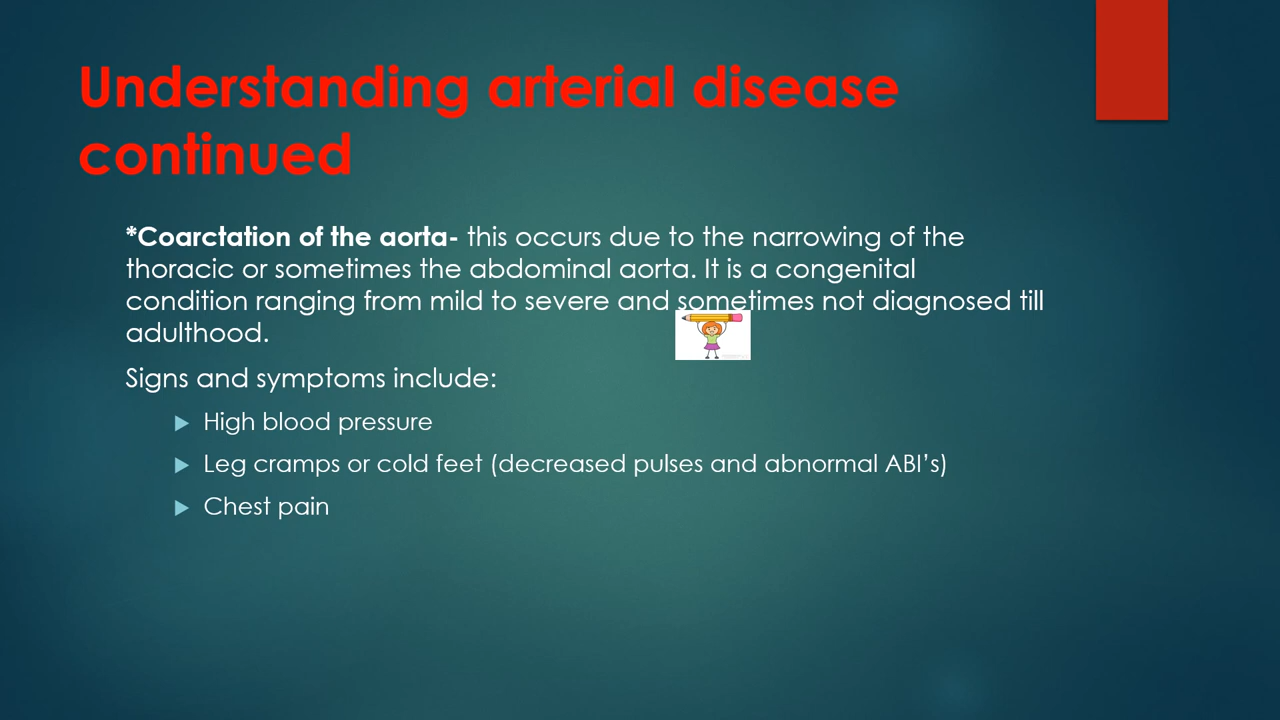 Understanding arterial disease
continued
*Coarctation of the aorta- this occurs due to the narrowing of the
thoracic or sometimes the abdominal aorta. It is a congenital
condition ranging from mild to severe and sometimes not diagnosed till
adulthood.
Signs and symptoms include:
High blood pressure
Leg cramps or cold feet (decreased pulses and abnormal ABI’s)
Chest pain